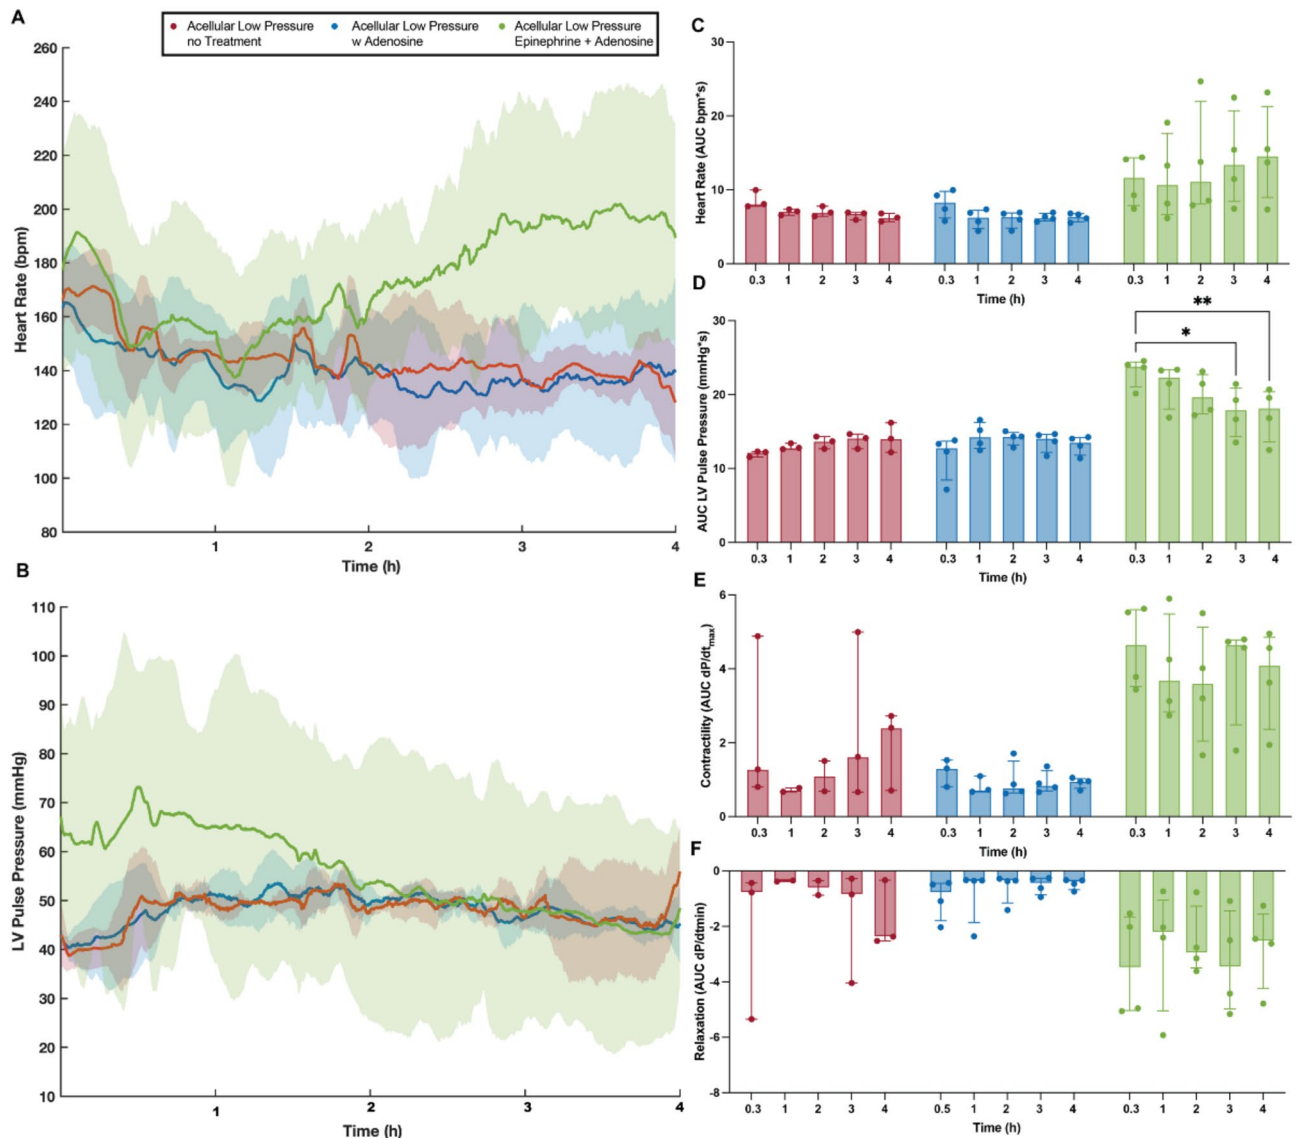 A
Acellular Low Pressure
no Treatment
Acellular Low Pressure
w Adenosine
Acellular Low Pressure
Epinephrine + Adenosine
Heart Rate (bpm)
260
240
220
200
180
160
140
120
100
80
1
2
3
4
Time (h)
B
LV Pulse Pressure (mmHg)
110
100
90
80
70
60
50
40
30
20
10
1
2
3
4
Time (h)
C
Heart Rate (AUC bpm*s)
30
20
10
0
0.3 1 2 3 4
0.3 1 2 3 4
0.3 1 2 3 4
Time (h)
D
AUC LV Pulse Pressure (mmHg*s)
30
20
10
0
**
*
0.3 1 2 3 4
0.3 1 2 3 4
0.3 1 2 3 4
Time (h)
E
Contractility (AUC dP/dtmax)
6
4
2
0
0.3 1 2 3 4
0.3 1 2 3 4
0.3 1 2 3 4
Time (h)
F
Relaxation (AUC dP/dtmin)
0
-2
-4
-6
-8
0.3 1 2 3 4
0.5 1 2 3 4
0.3 1 2 3 4
Time (h)